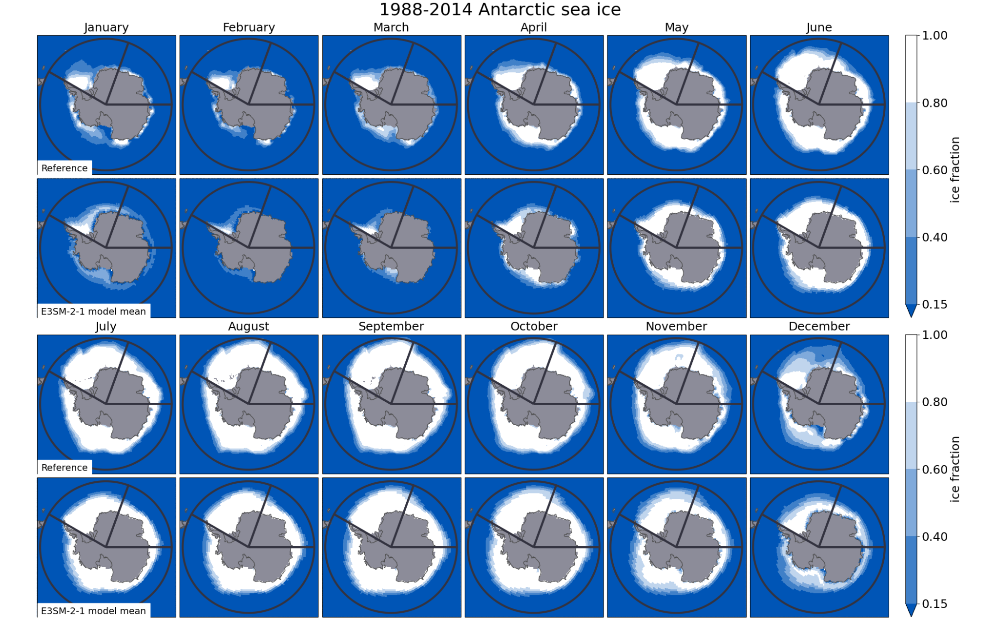 1988-2014 Antarctic sea ice
January February March April May June
Reference
E3SM-2-1 model mean
1.00
0.80
0.60
0.40
0.15
ice fraction
July August September October November December
Reference
E3SM-2-1 model mean
1.00
0.80
0.60
0.40
0.15
ice fraction